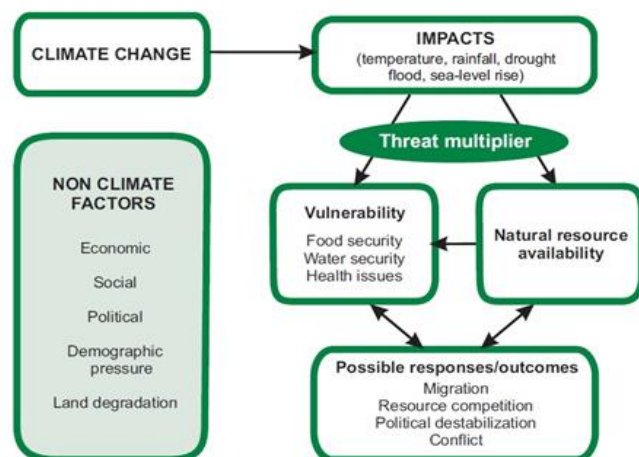 CLIMATE CHANGE
IMPACTS
(temperature, rainfall, drought
flood, sea-level rise)
Threat multiplier
NON CLIMATE
FACTORS
Economic
Social
Political
Demographic
pressure
Land degradation
Vulnerability
Food security
Water security
Health issues
Natural resource
availability
Possible responses/outcomes
Migration
Resource competition
Political destabilization
Conflict